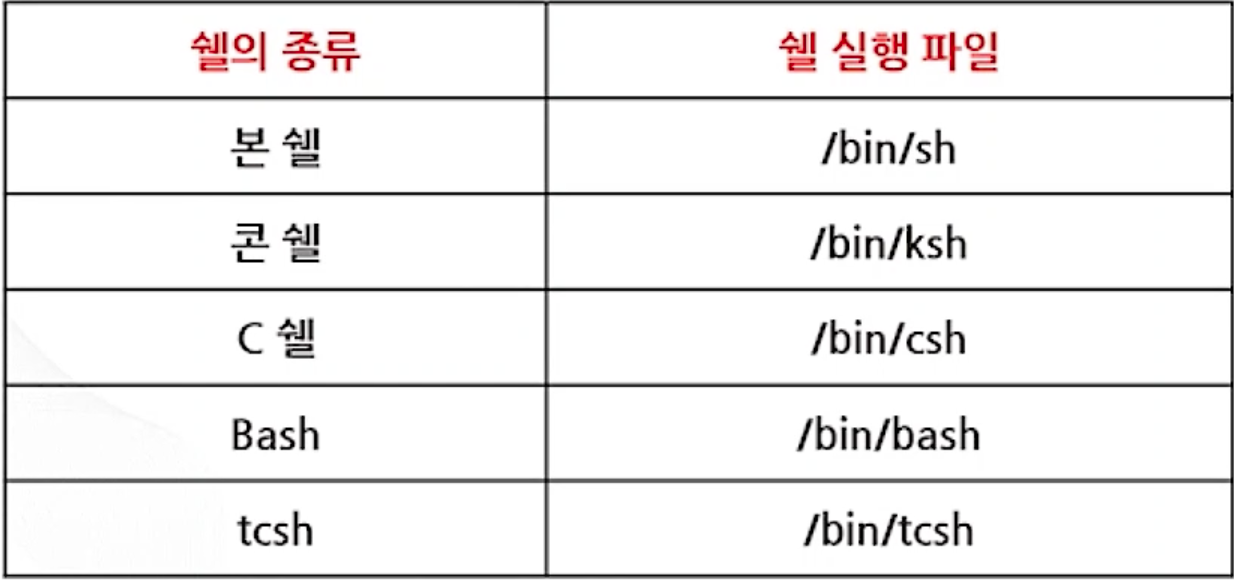 쉘의 종류 쉘 실행 파일
본 쉘 /bin/sh
콘 쉘 /bin/ksh
C 쉘 /bin/csh
Bash /bin/bash
tcsh /bin/tcsh